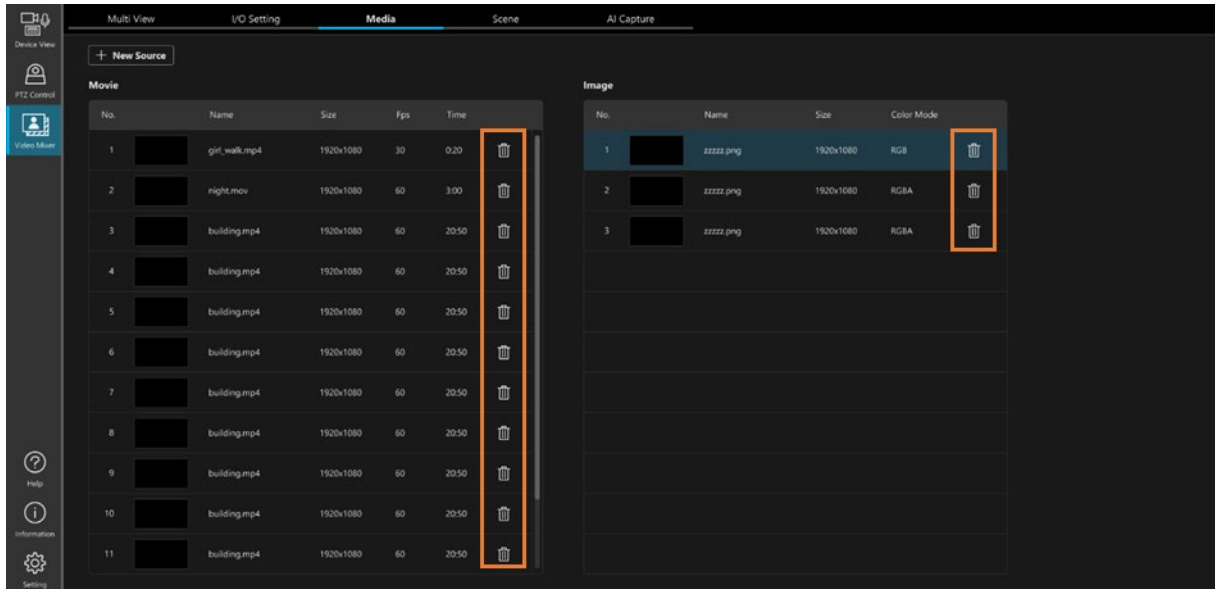 Device View
PTZ Control
Video Mixer
Help
Information
Setting
Multi View I/O Setting Media Scene AI Capture
+ New Source
Movie
No. Name Size Fps Time
1 girl_walk.mp4 1920x1080 30 0:20
2 night.mov 1920x1080 60 3:00
3 building.mp4 1920x1080 60 20:50
4 building.mp4 1920x1080 60 20:50
5 building.mp4 1920x1080 60 20:50
6 building.mp4 1920x1080 60 20:50
7 building.mp4 1920x1080 60 20:50
8 building.mp4 1920x1080 60 20:50
9 building.mp4 1920x1080 60 20:50
10 building.mp4 1920x1080 60 20:50
11 building.mp4 1920x1080 60 20:50
Image
No. Name Size Color Mode
1 zzzzz.png 1920x1080 RGB
2 zzzzz.png 1920x1080 RGBA
3 zzzzz.png 1920x1080 RGBA